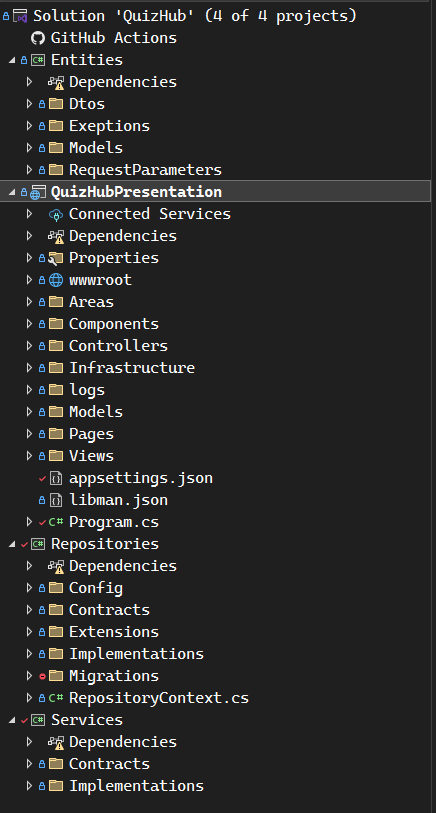 Solution 'QuizHub' (4 of 4 projects)
GitHub Actions
Entities
Dependencies
Dtos
Exeptions
Models
RequestParameters
QuizHubPresentation
Connected Services
Dependencies
Properties
wwwroot
Areas
Components
Controllers
Infrastructure
logs
Models
Pages
Views
appsettings.json
libman.json
C# Program.cs
Repositories
Dependencies
Config
Contracts
Extensions
Implementations
Migrations
C# RepositoryContext.cs
Services
Dependencies
Contracts
Implementations